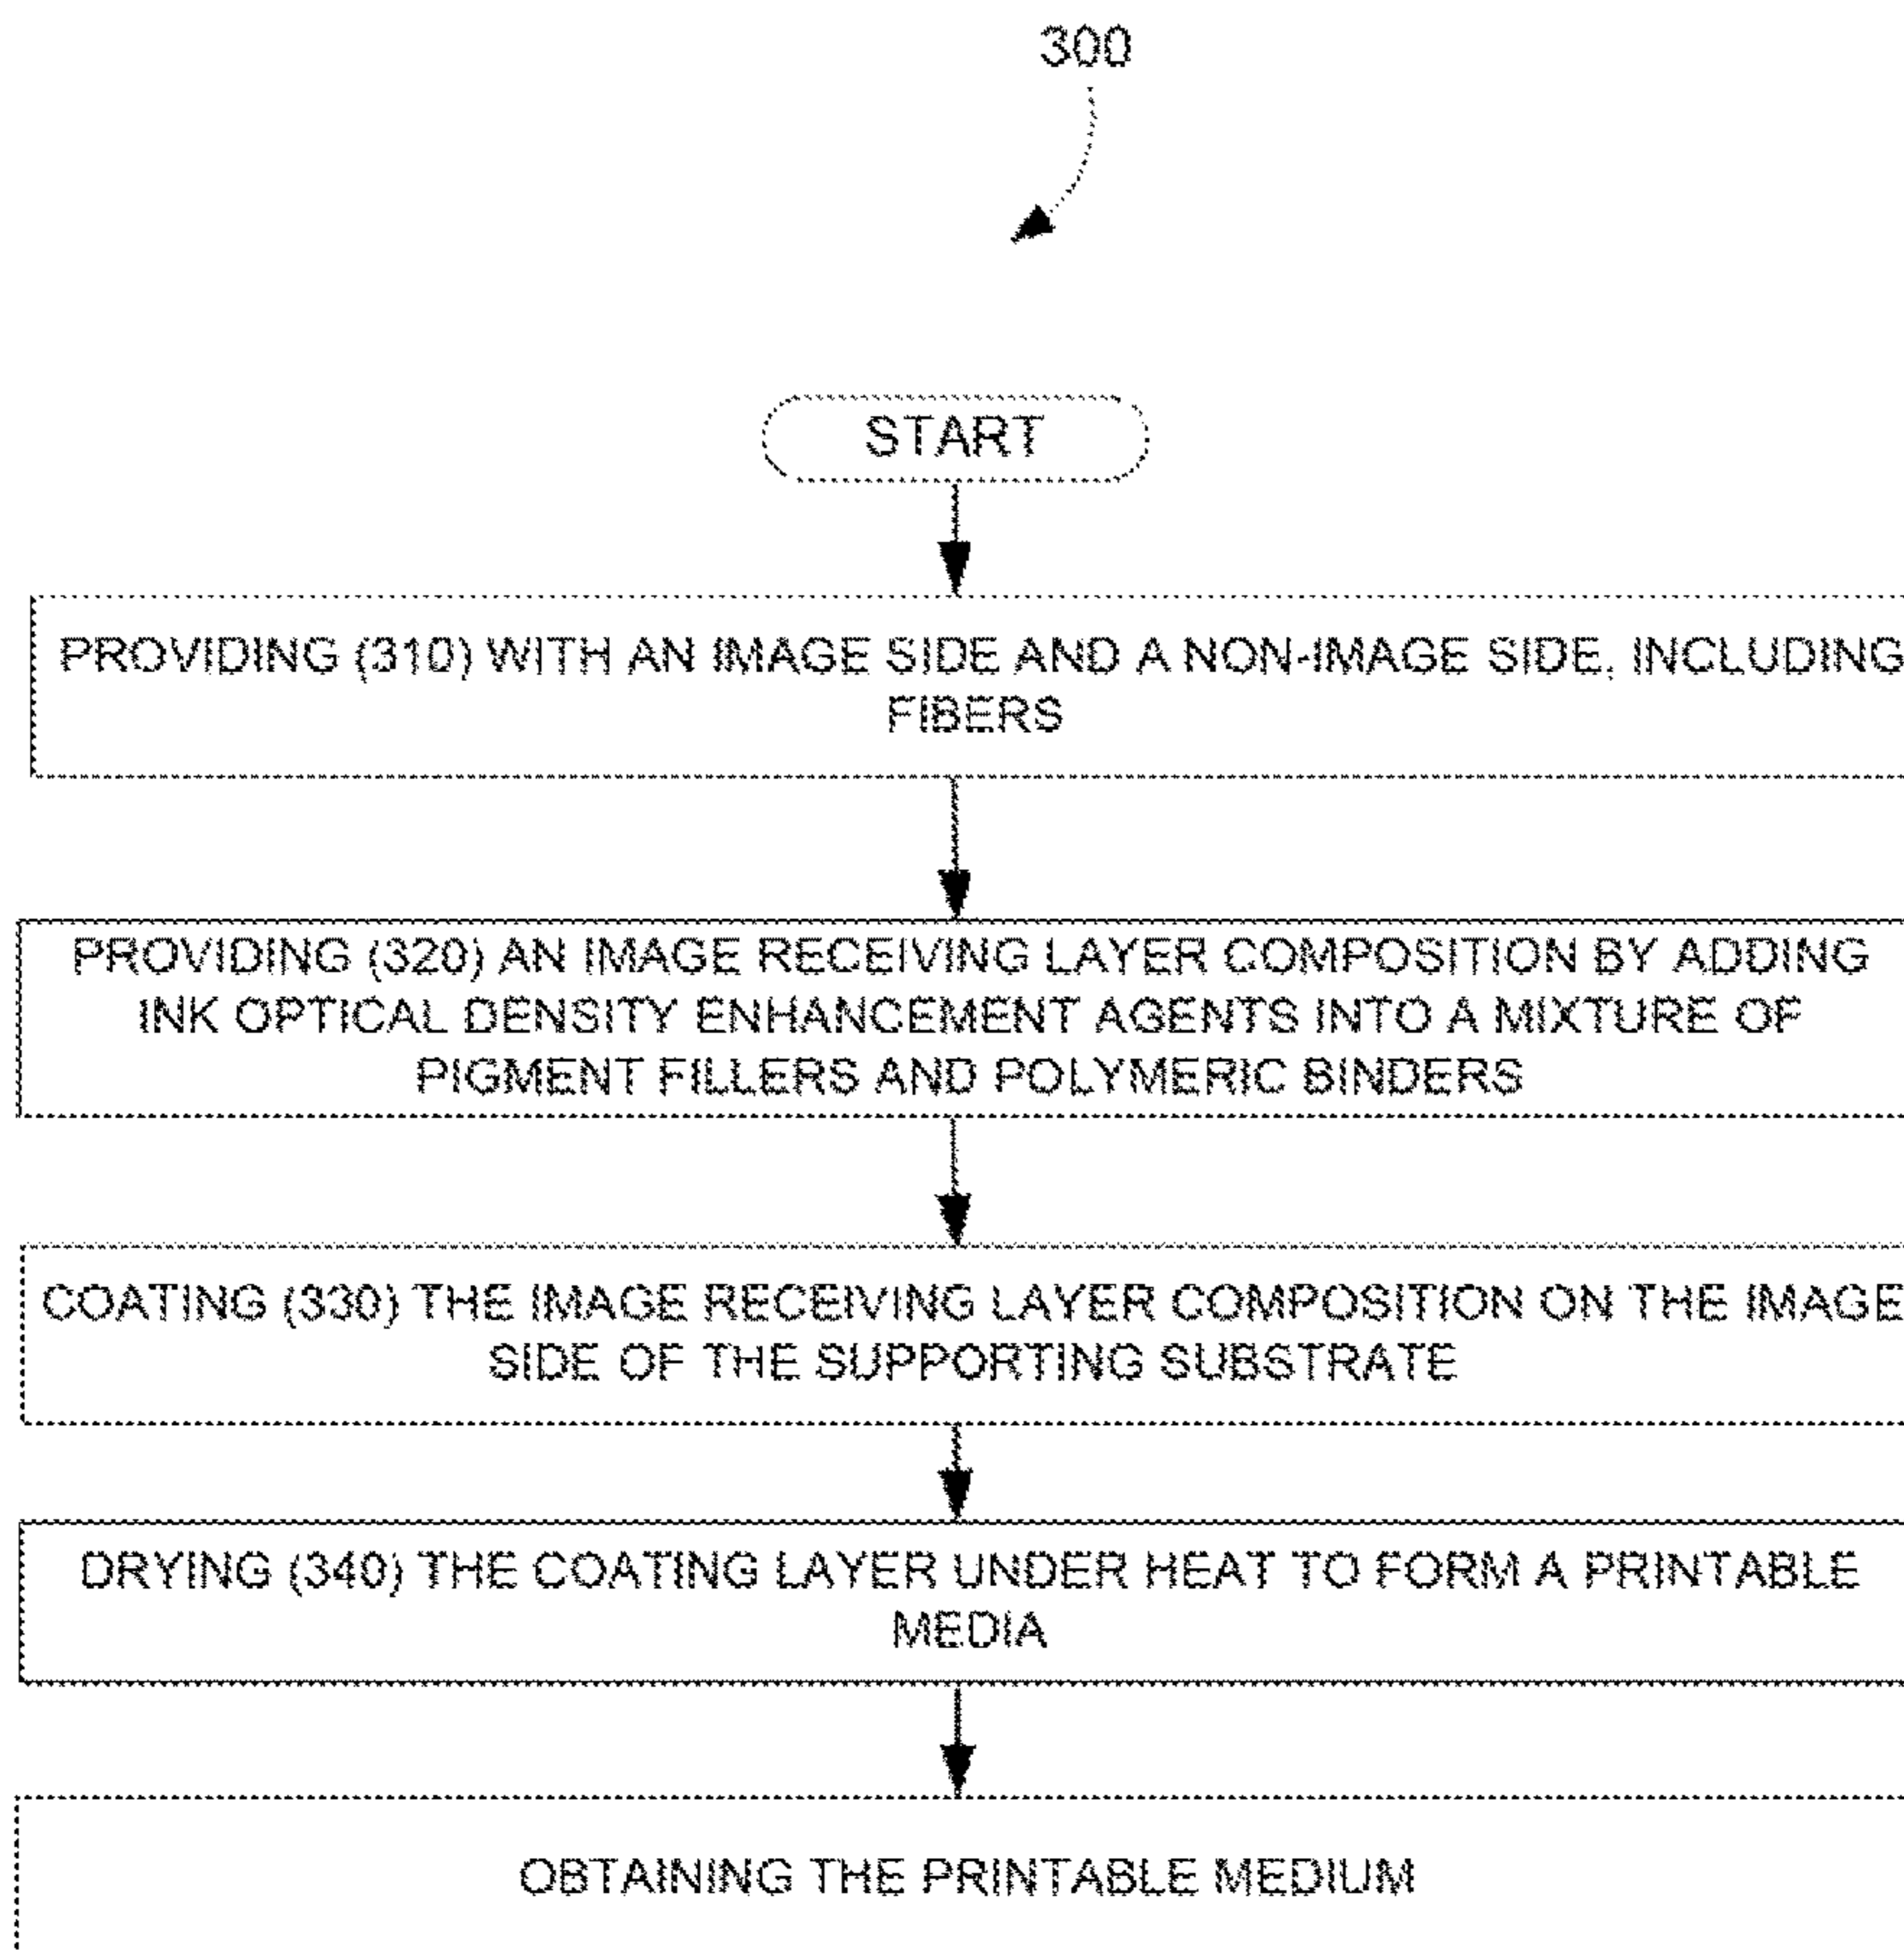 300
START
PROVIDING (310) WITH AN IMAGE SIDE AND A NON-IMAGE SIDE, INCLUDING
FIBERS
PROVIDING (320) AN IMAGE RECEIVING LAYER COMPOSITION BY ADDING
INK OPTICAL DENSITY ENHANCEMENT AGENTS INTO A MIXTURE OF
PIGMENT FILLERS AND POLYMERIC BINDERS
COATING (330) THE IMAGE RECEIVING LAYER COMPOSITION ON THE IMAGE
SIDE OF THE SUPPORTING SUBSTRATE
DRYING (340) THE COATING LAYER UNDER HEAT TO FORM A PRINTABLE
MEDIA
OBTAINING THE PRINTABLE MEDIUM